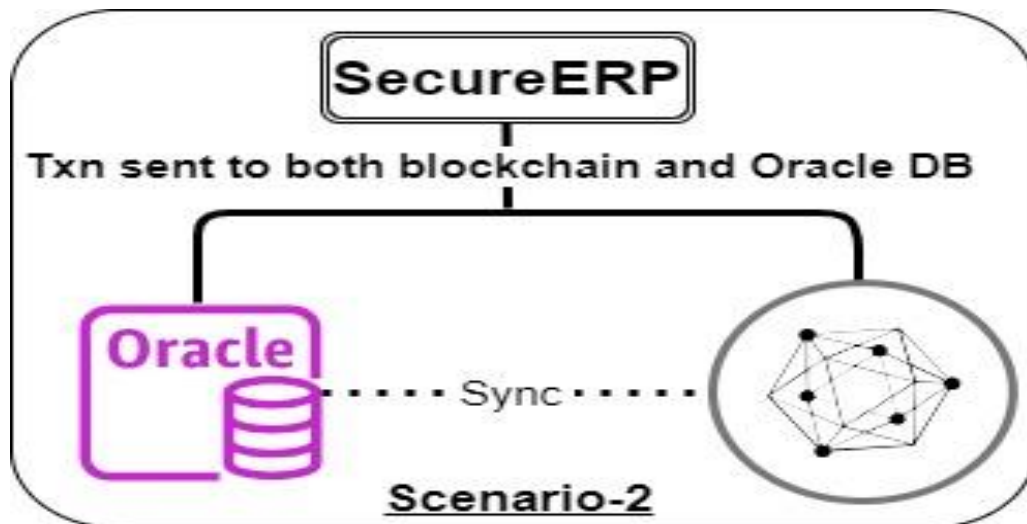 SecureERP
Txn sent to both blockchain and Oracle DB
Oracle
Sync
Scenario-2